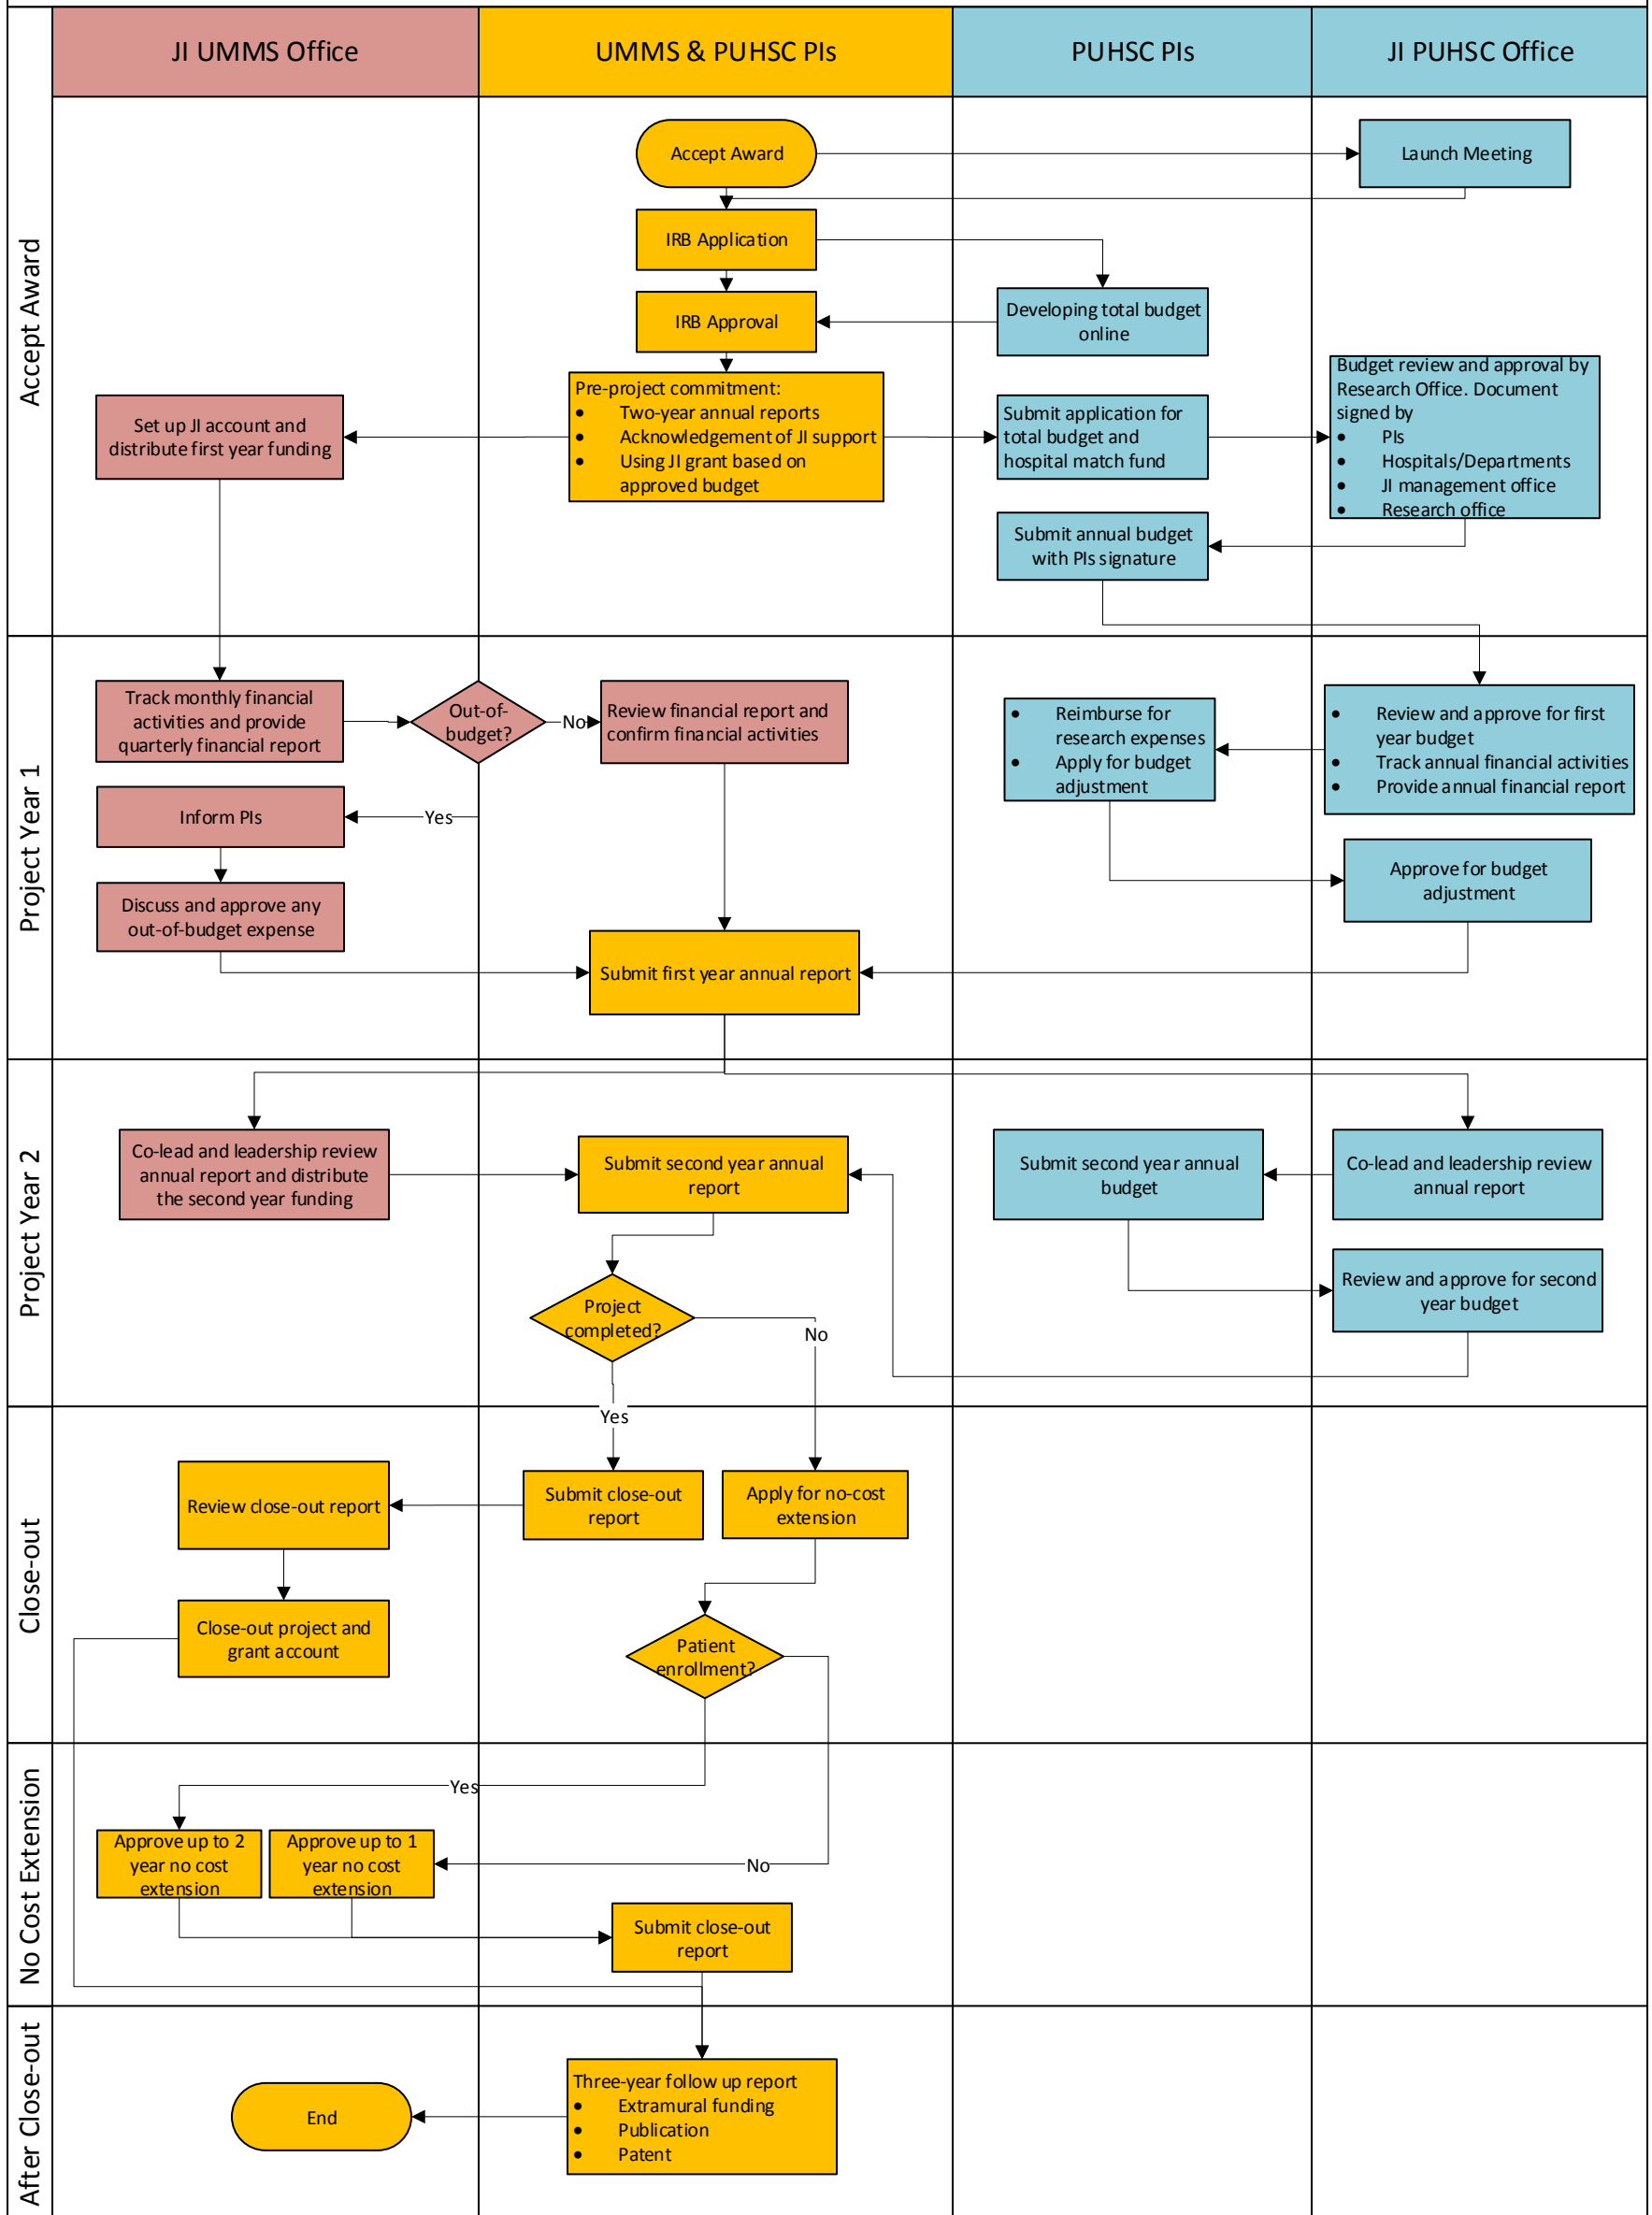 JI UMMS Office
UMMS & PUHSC PIs
PUHSC PIs
JI PUHSC Office
Accept Award
Accept Award
Launch Meeting
IRB Application
IRB Approval
Developing total budget
online
Pre-project commitment:
• Two-year annual reports
• Acknowledgement of JI support
• Using JI grant based on
approved budget
Set up JI account and
distribute first year funding
Submit application for
total budget and
hospital match fund
Budget review and approval by
Research Office. Document
signed by
• PIs
• Hospitals/Departments
• JI management office
• Research office
Submit annual budget
with PIs signature
Project Year 1
Track monthly financial
activities and provide
quarterly financial report
Out-of-
budget?
No
Review financial report and
confirm financial activities
• Reimburse for
research expenses
• Apply for budget
adjustment
• Review and approve for first
year budget
• Track annual financial activities
• Provide annual financial report
Inform PIs
Yes
Discuss and approve any
out-of-budget expense
Approve for budget
adjustment
Submit first year annual report
Project Year 2
Co-lead and leadership review
annual report and distribute
the second year funding
Submit second year annual
report
Submit second year annual
budget
Co-lead and leadership review
annual report
Review and approve for second
year budget
Project
completed?
No
Yes
Close-out
Review close-out report
Submit close-out
report
Apply for no-cost
extension
Close-out project and
grant account
Patient
enrollment?
No Cost Extension
Yes
Approve up to 2
year no cost
extension
Approve up to 1
year no cost
extension
No
Submit close-out
report
After Close-out
Three-year follow up report
• Extramural funding
• Publication
• Patent
End